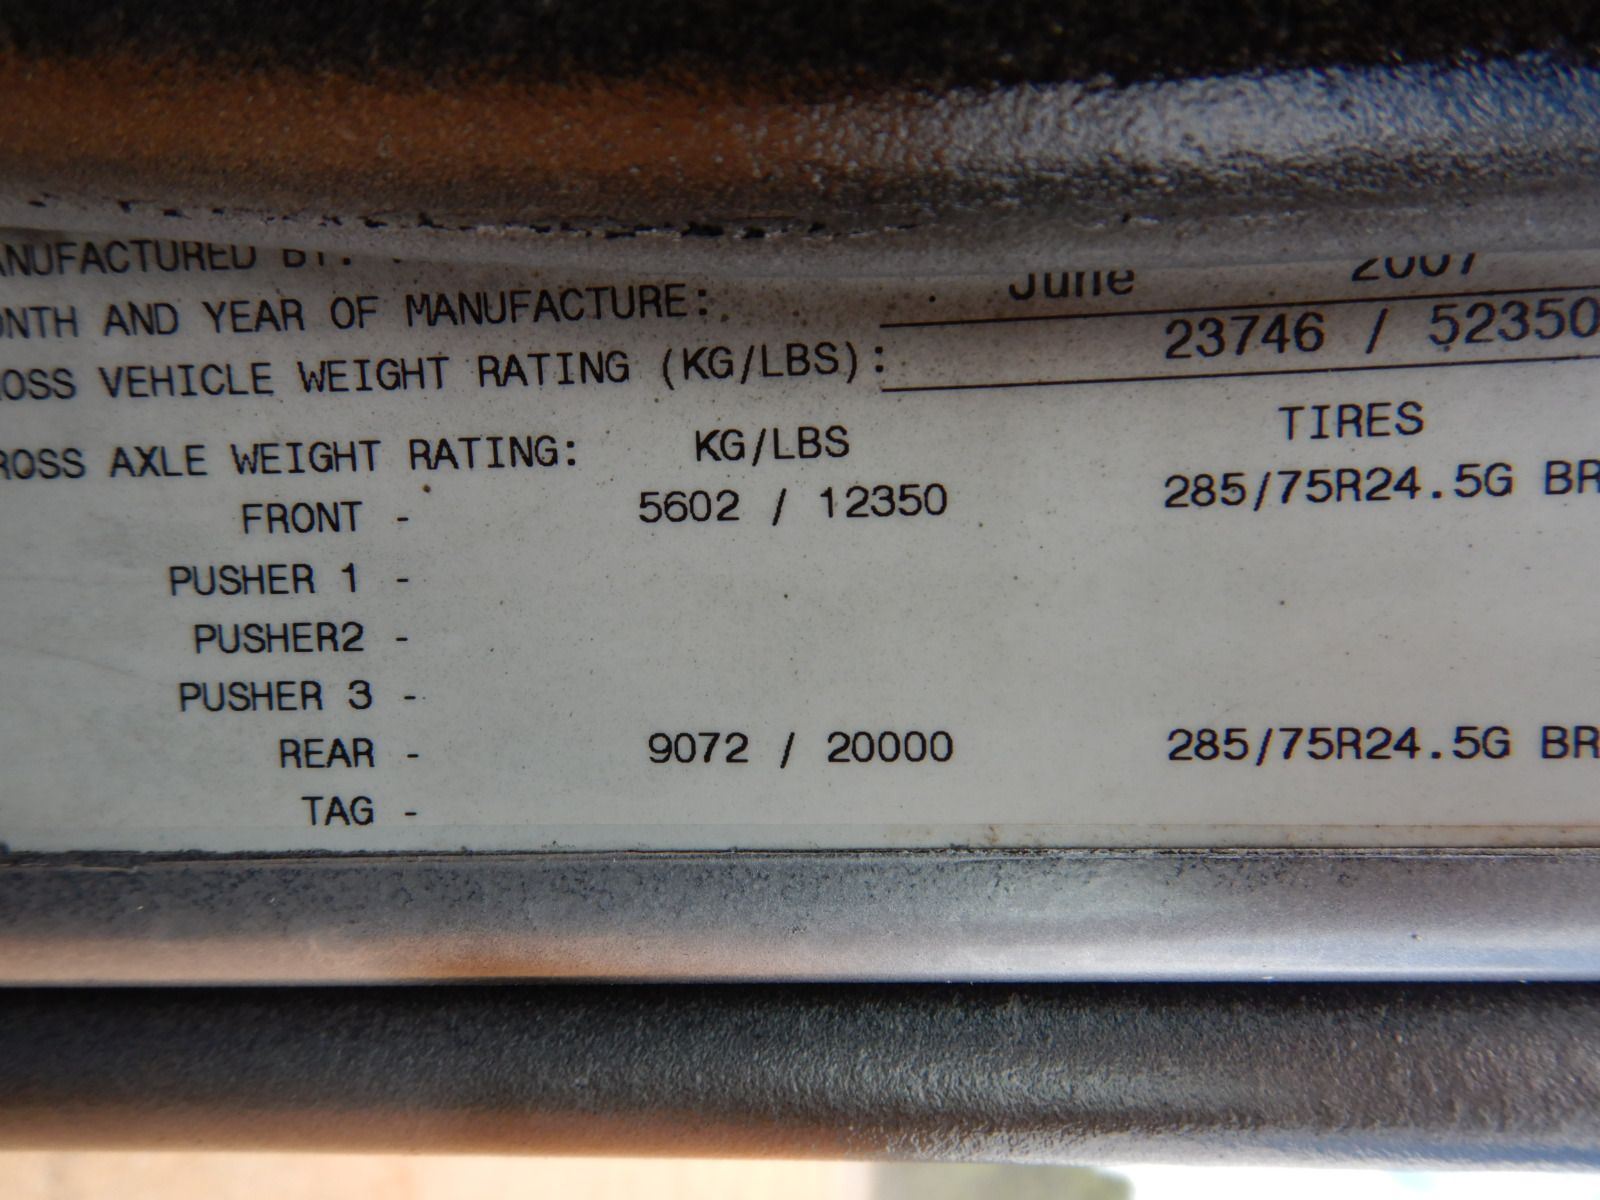 ANUFACTURED BY:
ONTH AND YEAR OF MANUFACTURE: June 2007
OSS VEHICLE WEIGHT RATING (KG/LBS): 23746 / 52350
ROSS AXLE WEIGHT RATING: KG/LBS TIRES
FRONT - 5602 / 12350 285/75R24.5G BR
PUSHER 1 -
PUSHER2 -
PUSHER 3 -
REAR - 9072 / 20000 285/75R24.5G BR
TAG -